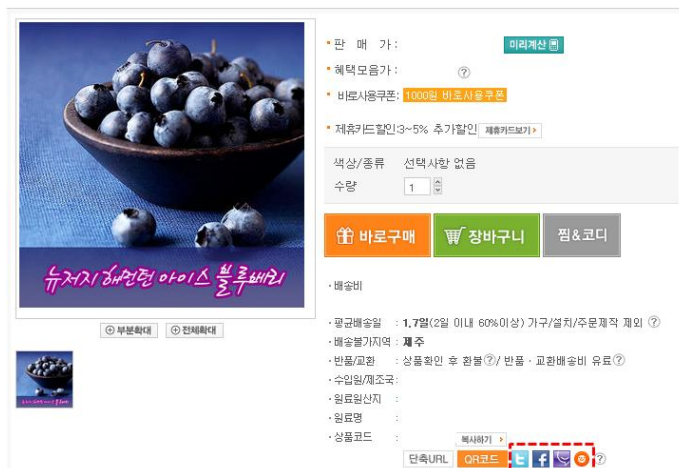 뉴저지 해먼턴 아이스 블루베리
부분확대 전체확대
판 매 가 : 미리계산
혜택모음가 : ?
바로사용쿠폰: 1000원 바로사용쿠폰
제휴카드할인:3~5% 추가할인 제휴카드보기
색상/종류 선택사항 없음
수량 1
바로구매 장바구니 찜&코디
배송비
평균배송일 : 1.7일(2일 이내 60%이상) 가구/설치/주문제작 제외 ?
배송불가지역 : 제주
반품/교환 : 상품확인 후 환불?/ 반품 · 교환배송비 유료?
수입원/제조국 :
원료원산지 :
원료명 :
상품코드 : 복사하기
단축URL QR코드 t f ?